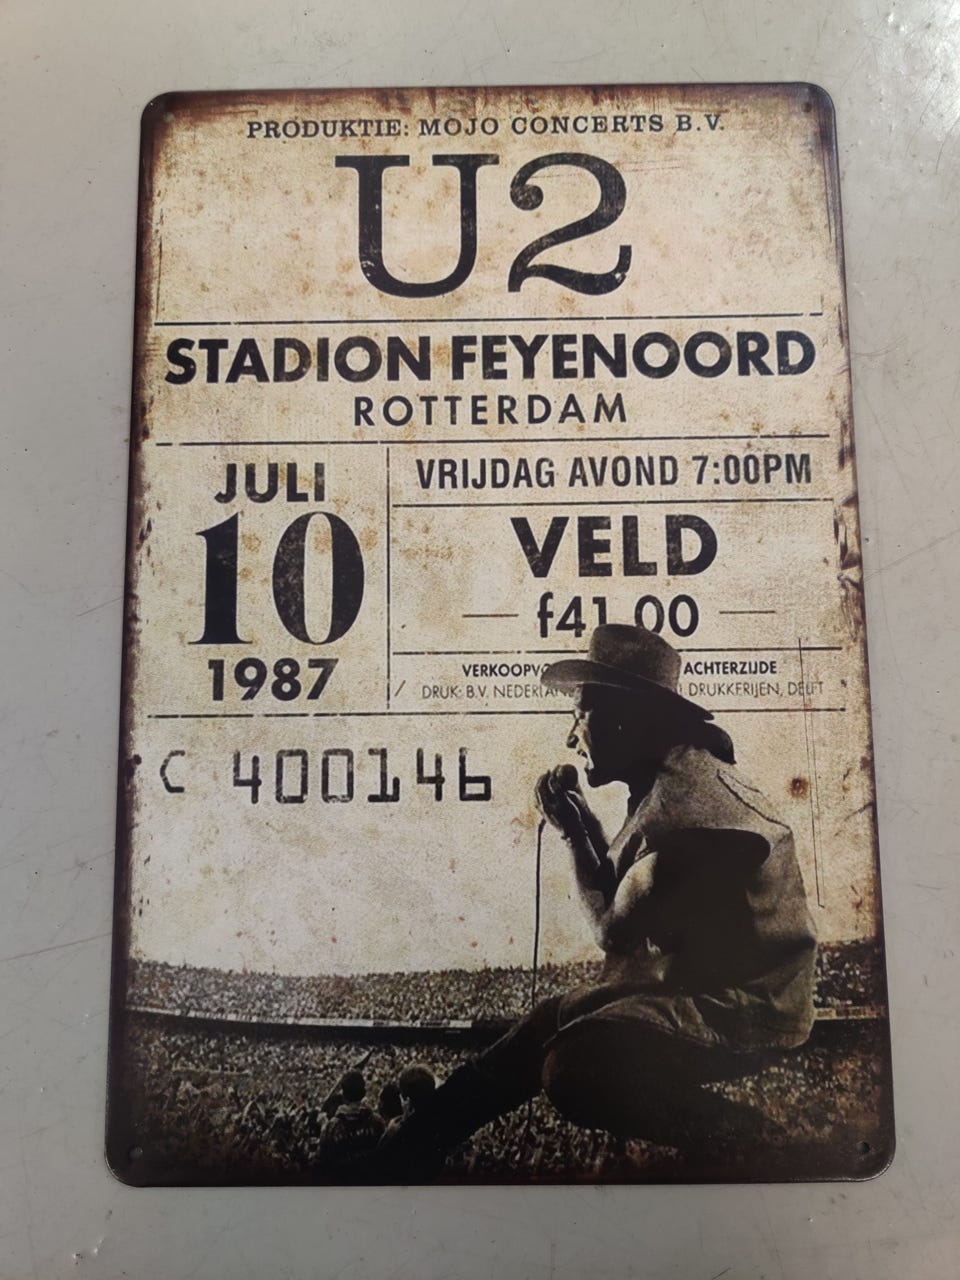 PRODUKTIE: MOJO CONCERTS B.V.
U2
STADION FEYENOORD
ROTTERDAM
JULI
10
1987
VRIJDAG AVOND 7:00PM
VELD
f41.00
ACHTERZIJDE
DRUK: B.V. DRUKKERIJEN, DELFT
C 400146